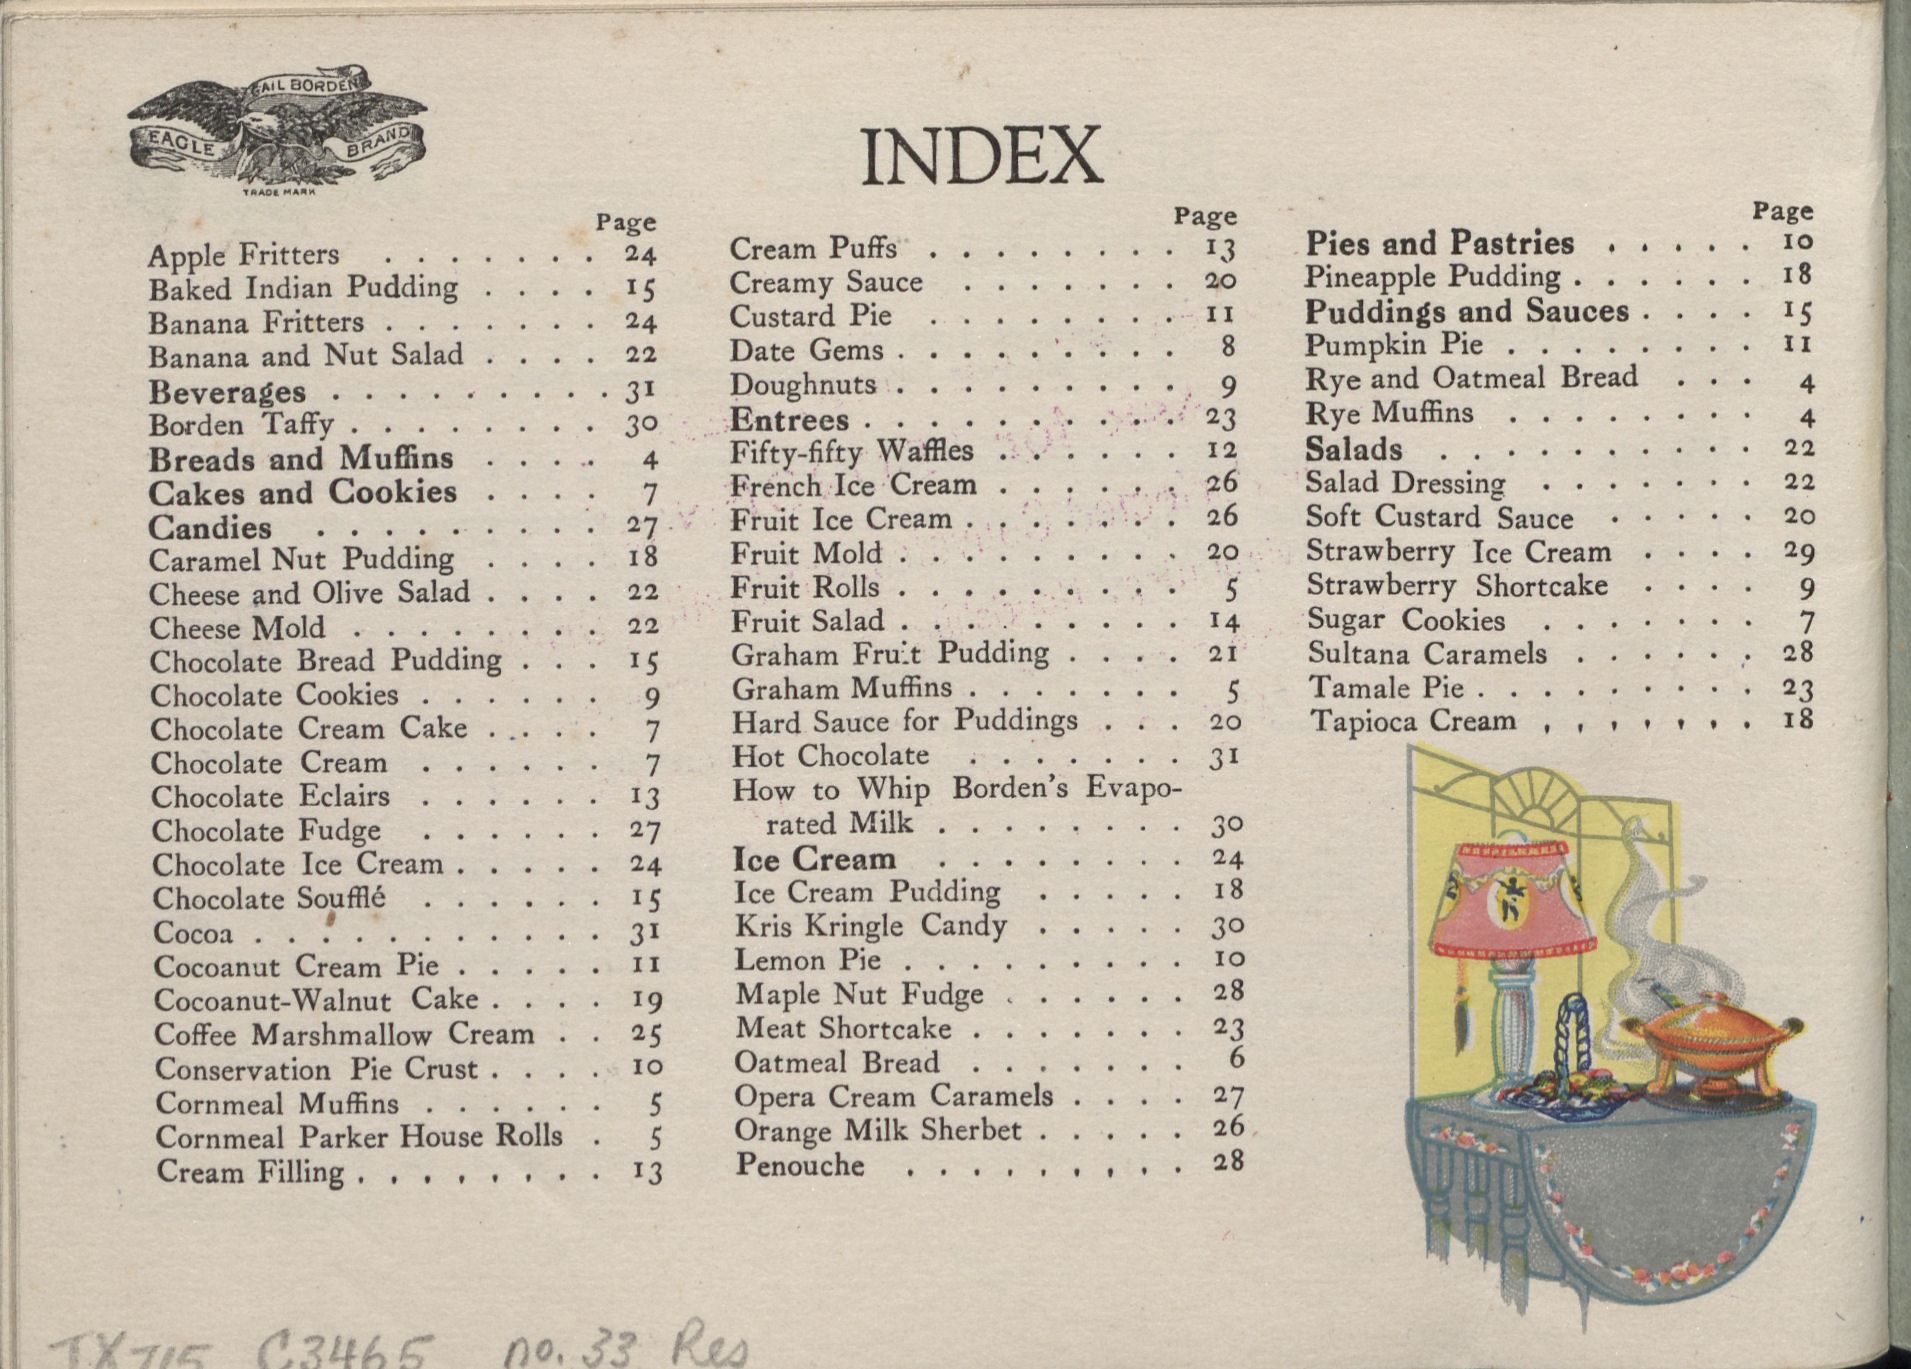 GAIL BORDEN
EAGLE BRAND
TRADE MARK
INDEX
Page
Apple Fritters . . . . . . . 24
Baked Indian Pudding . . . . 15
Banana Fritters . . . . . . . 24
Banana and Nut Salad . . . . 22
Beverages . . . . . . . . . 31
Borden Taffy . . . . . . . . 30
Breads and Muffins . . . . 4
Cakes and Cookies . . . . 7
Candies . . . . . . . . . 27
Caramel Nut Pudding . . . . 18
Cheese and Olive Salad . . . . 22
Cheese Mold . . . . . . . . 22
Chocolate Bread Pudding . . . 15
Chocolate Cookies . . . . . . 9
Chocolate Cream Cake . . . . 7
Chocolate Cream . . . . . . 7
Chocolate Eclairs . . . . . . 13
Chocolate Fudge . . . . . . 27
Chocolate Ice Cream . . . . . 24
Chocolate Soufflé . . . . . . 15
Cocoa . . . . . . . . . . . 31
Cocoanut Cream Pie . . . . . 11
Cocoanut-Walnut Cake . . . . 19
Coffee Marshmallow Cream . . 25
Conservation Pie Crust . . . . 10
Cornmeal Muffins . . . . . . 5
Cornmeal Parker House Rolls . 5
Cream Filling . . . . . . . . 13
Page
Cream Puffs . . . . . . . . 13
Creamy Sauce . . . . . . . 20
Custard Pie . . . . . . . . 11
Date Gems . . . . . . . . . 8
Doughnuts . . . . . . . . . 9
Entrees . . . . . . . . . . 23
Fifty-fifty Waffles . . . . . . 12
French Ice Cream . . . . . . 26
Fruit Ice Cream . . . . . . . 26
Fruit Mold . . . . . . . . . 20
Fruit Rolls . . . . . . . . . 5
Fruit Salad . . . . . . . . . 14
Graham Fruit Pudding . . . . 21
Graham Muffins . . . . . . . 5
Hard Sauce for Puddings . . . 20
Hot Chocolate . . . . . . . 31
How to Whip Borden's Evapo-
rated Milk . . . . . . . . 30
Ice Cream . . . . . . . . 24
Ice Cream Pudding . . . . . 18
Kris Kringle Candy . . . . . 30
Lemon Pie . . . . . . . . . 10
Maple Nut Fudge . . . . . . 28
Meat Shortcake . . . . . . . 23
Oatmeal Bread . . . . . . . 6
Opera Cream Caramels . . . . 27
Orange Milk Sherbet . . . . . 26
Penouche . . . . . . . . . 28
Page
Pies and Pastries . . . . . 10
Pineapple Pudding . . . . . . 18
Puddings and Sauces . . . . 15
Pumpkin Pie . . . . . . . . 11
Rye and Oatmeal Bread . . . 4
Rye Muffins . . . . . . . . 4
Salads . . . . . . . . . . 22
Salad Dressing . . . . . . . 22
Soft Custard Sauce . . . . . 20
Strawberry Ice Cream . . . . 29
Strawberry Shortcake . . . . 9
Sugar Cookies . . . . . . . 7
Sultana Caramels . . . . . . 28
Tamale Pie . . . . . . . . . 23
Tapioca Cream . . . . . . . 18
TX715 C3465 no. 33 Res